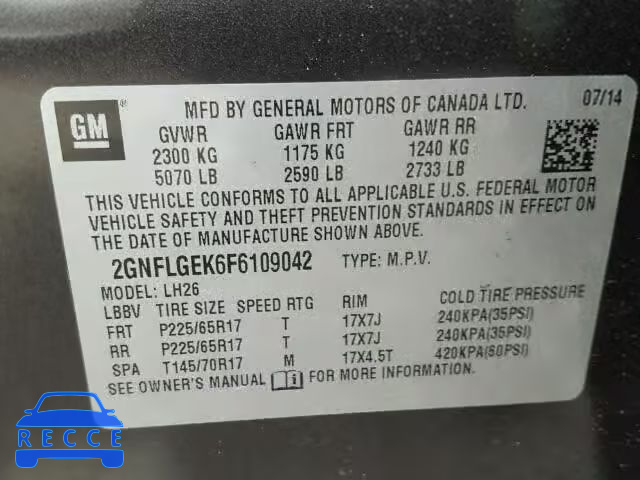 GM
MFD BY GENERAL MOTORS OF CANADA LTD. 07/14
GVWR GAWR FRT GAWR RR
2300 KG 1175 KG 1240 KG
5070 LB 2590 LB 2733 LB
THIS VEHICLE CONFORMS TO ALL APPLICABLE U.S. FEDERAL MOTOR
VEHICLE SAFETY AND THEFT PREVENTION STANDARDS IN EFFECT ON
THE DATE OF MANUFACTURE SHOWN ABOVE.
2GNFLGEK6F6109042 TYPE: M.P.V.
MODEL: LH26
LBBV TIRE SIZE SPEED RTG RIM COLD TIRE PRESSURE
FRT P225/65R17 T 17X7J 240KPA(35PSI)
RR P225/65R17 T 17X7J 240KPA(35PSI)
SPA T145/70R17 M 17X4.5T 420KPA(60PSI)
SEE OWNER'S MANUAL FOR MORE INFORMATION.
RECCE